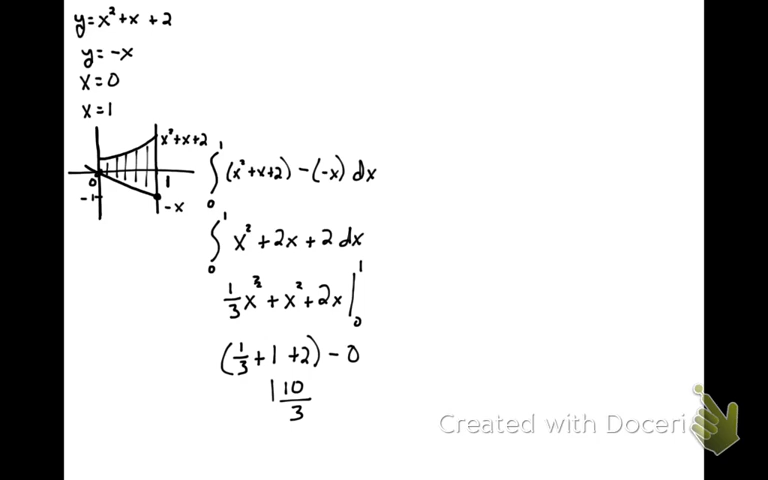 y=x²+x+2
y=-x
x=0
x=1
x²+x+2
0
1
-1
-x
∫₀¹ (x²+x+2) -(-x) dx
∫₀¹ x² + 2x + 2 dx
1/3 x³ + x² + 2x |₀¹
(1/3 + 1 + 2) - 0
10/3
Created with Doceri